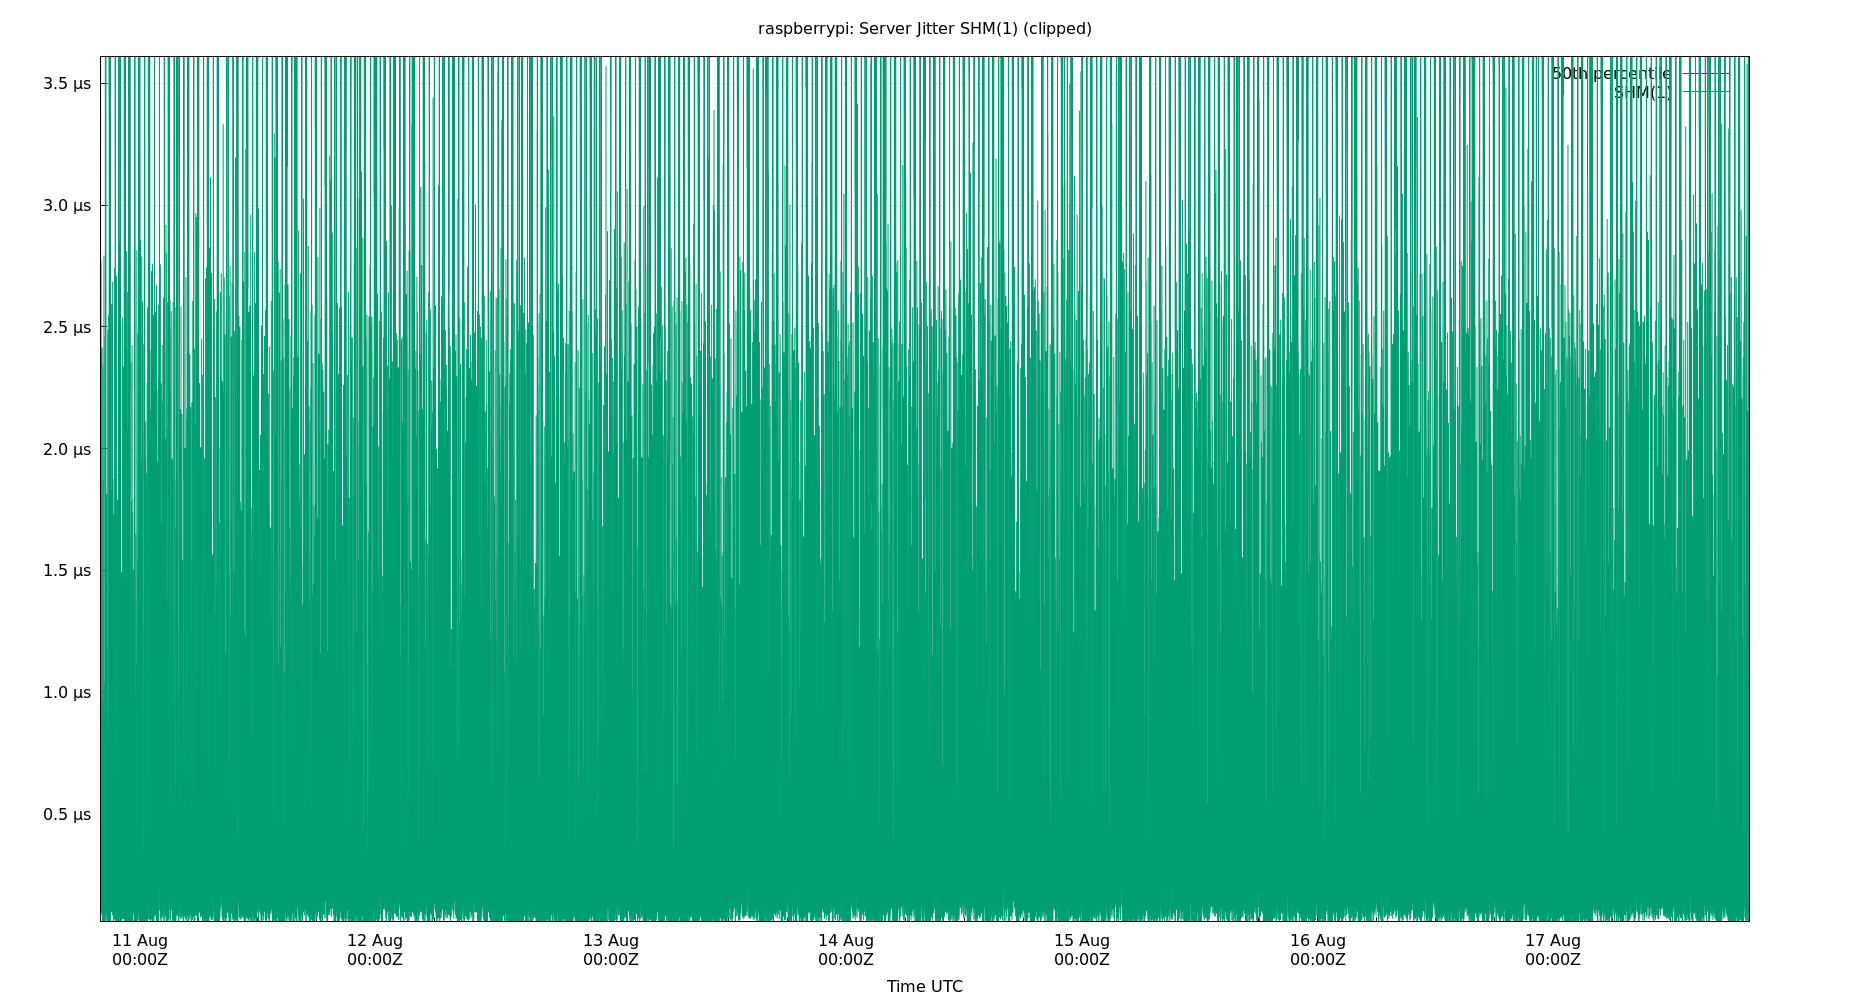 raspberrypi: Server Jitter SHM(1) (clipped)
50th percentile
SHM(1)
3.5 μs
3.0 μs
2.5 μs
2.0 μs
1.5 μs
1.0 μs
0.5 μs
11 Aug 12 Aug 13 Aug 14 Aug 15 Aug 16 Aug 17 Aug
00:00Z 00:00Z 00:00Z 00:00Z 00:00Z 00:00Z 00:00Z
Time UTC